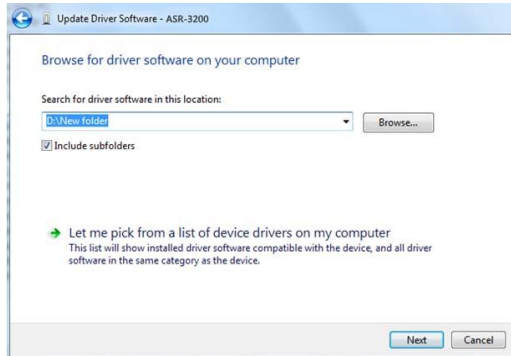 Update Driver Software - ASR-3200
Browse for driver software on your computer
Search for driver software in this location:
D:\New folder
Browse...
Include subfolders
Let me pick from a list of device drivers on my computer
This list will show installed driver software compatible with the device, and all driver
software in the same category as the device.
Next
Cancel